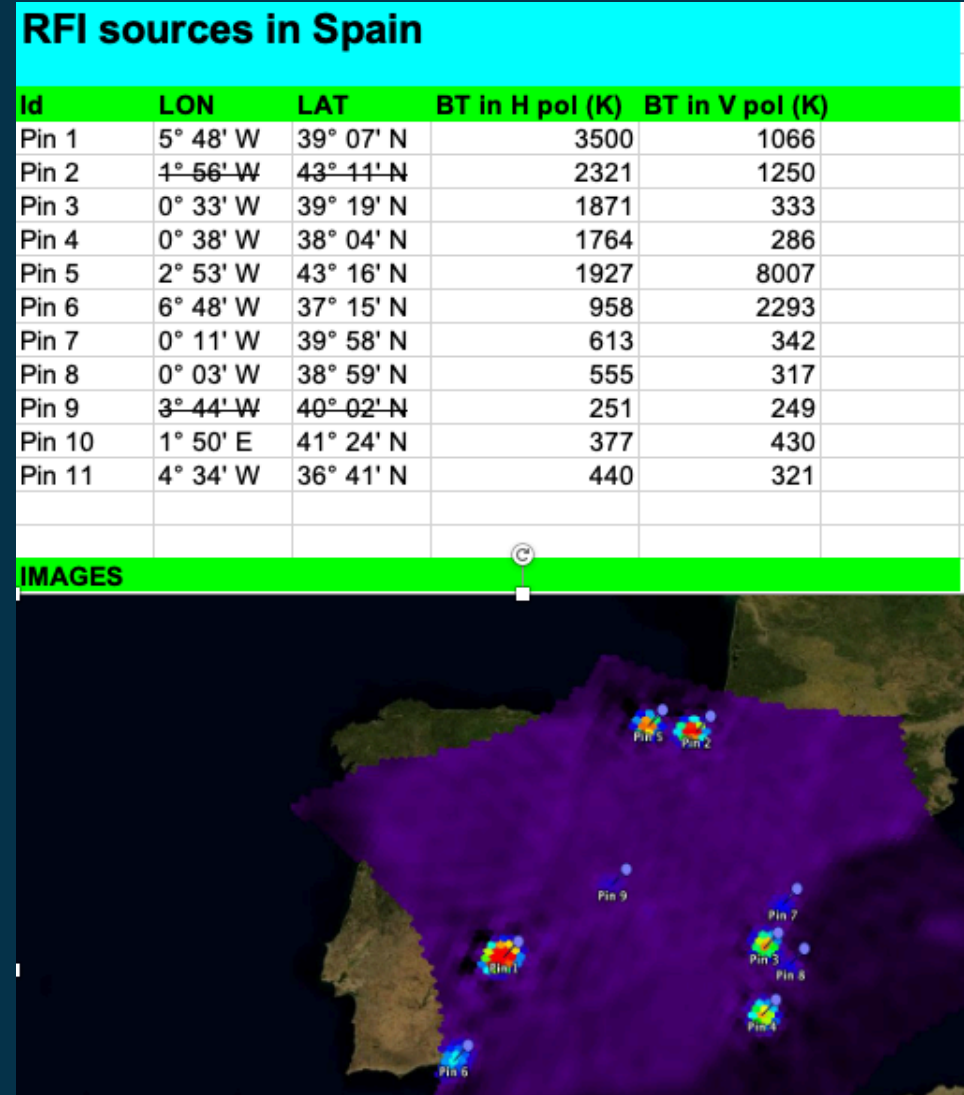 RFI sources in Spain
Id LON LAT BT in H pol (K) BT in V pol (K)
Pin 1 5° 48' W 39° 07' N 3500 1066
Pin 2 1° 56' W 43° 11' N 2321 1250
Pin 3 0° 33' W 39° 19' N 1871 333
Pin 4 0° 38' W 38° 04' N 1764 286
Pin 5 2° 53' W 43° 16' N 1927 8007
Pin 6 6° 48' W 37° 15' N 958 2293
Pin 7 0° 11' W 39° 58' N 613 342
Pin 8 0° 03' W 38° 59' N 555 317
Pin 9 3° 44' W 40° 02' N 251 249
Pin 10 1° 50' E 41° 24' N 377 430
Pin 11 4° 34' W 36° 41' N 440 321
IMAGES
Pin 5
Pin 2
Pin 9
Pin 7
Pin 3
Pin 1
Pin 8
Pin 4
Pin 6